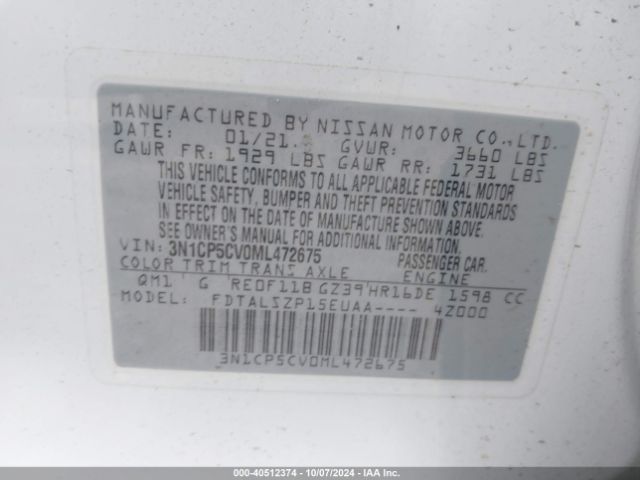 MANUFACTURED BY NISSAN MOTOR CO., LTD.
DATE: 01/21 GVWR: 3660 LBS
GAWR FR: 1929 LBS GAWR RR: 1731 LBS
THIS VEHICLE CONFORMS TO ALL APPLICABLE FEDERAL MOTOR
VEHICLE SAFETY, BUMPER AND THEFT PREVENTION STANDARDS
IN EFFECT ON THE DATE OF MANUFACTURE SHOWN ABOVE.
SEE OWNER'S MANUAL FOR ADDITIONAL INFORMATION.
VIN: 3N1CP5CV0ML472675 PASSENGER CAR.
COLOR TRIM TRANS AXLE ENGINE
QM1 G RE0F11B GZ39 HR16DE 1598 CC
MODEL: FDTALSZP15EUAA---- 4Z000
3N1CP5CV0ML472675
000-40512374 | 10/07/2024 | IAAI.com